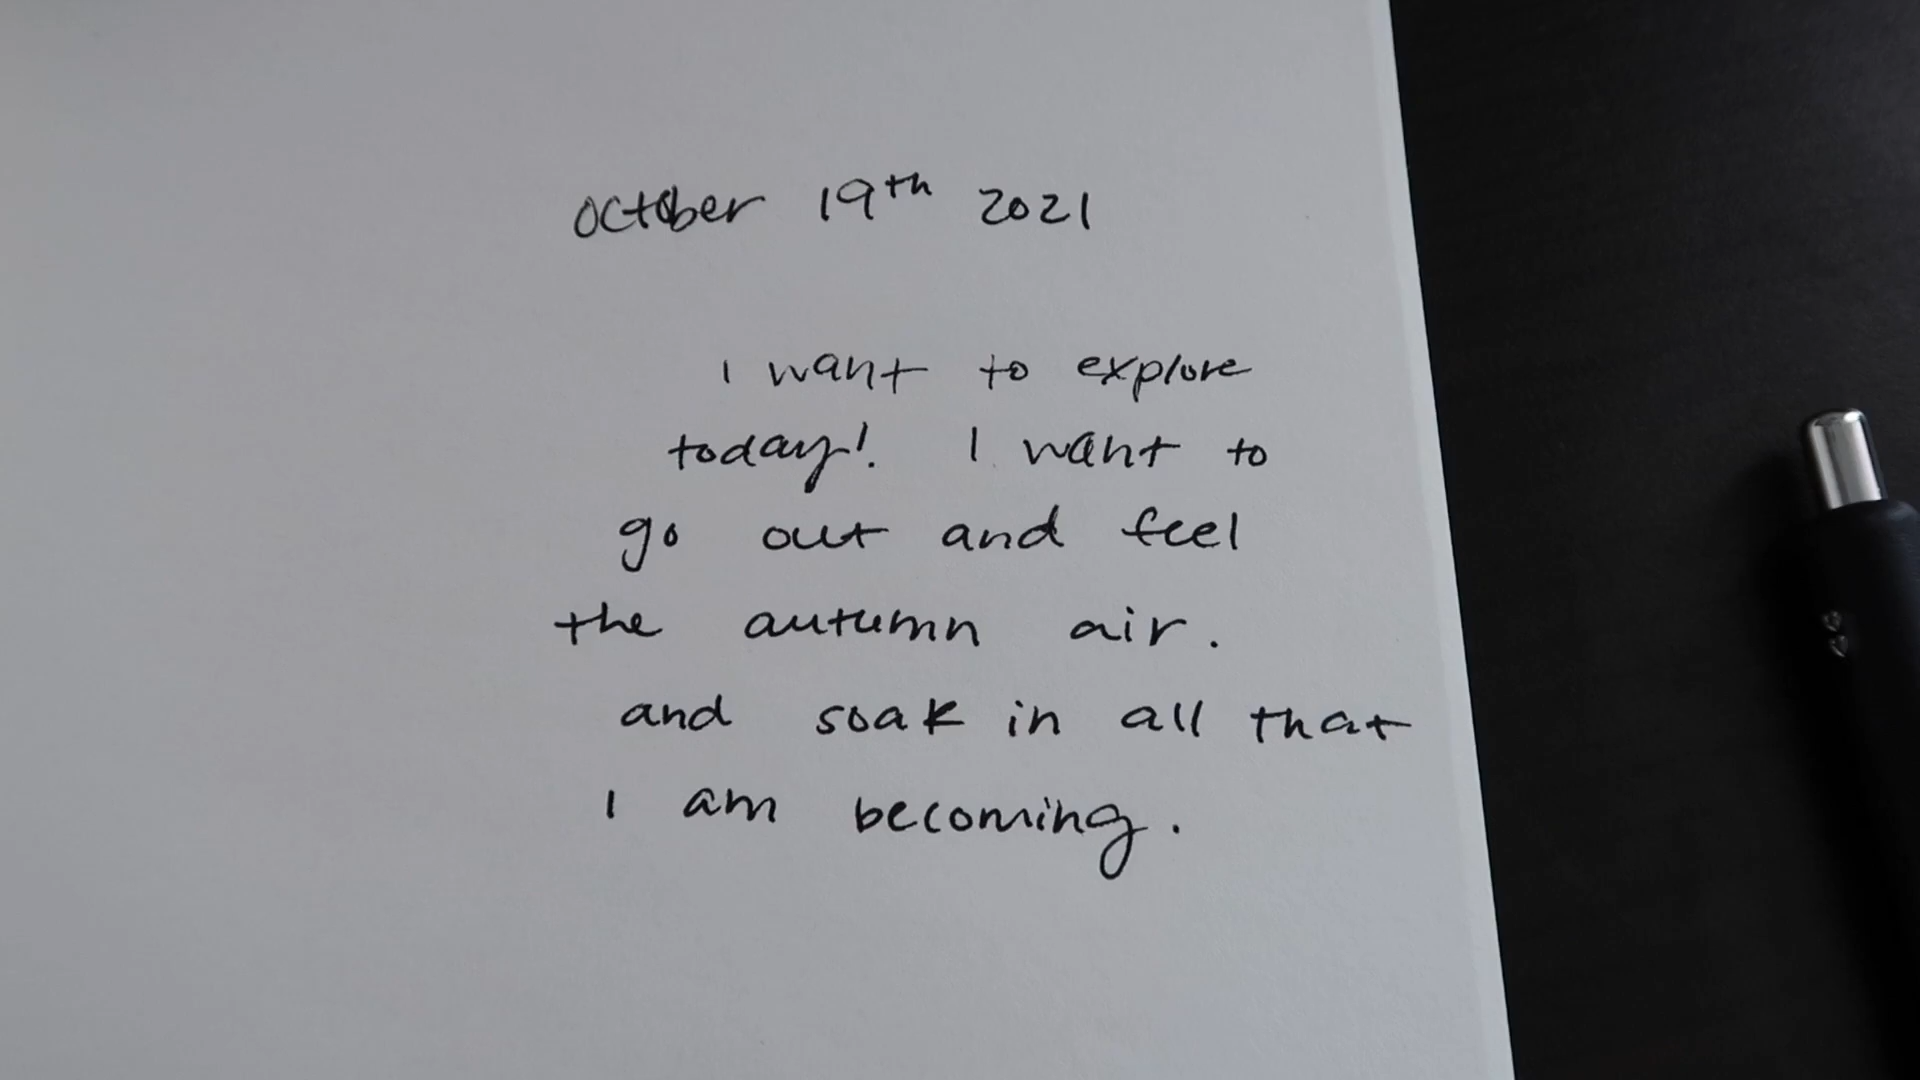 october 19th 2021
I want to explore
today! I want to
go out and feel
the autumn air.
and soak in all that
I am becoming.